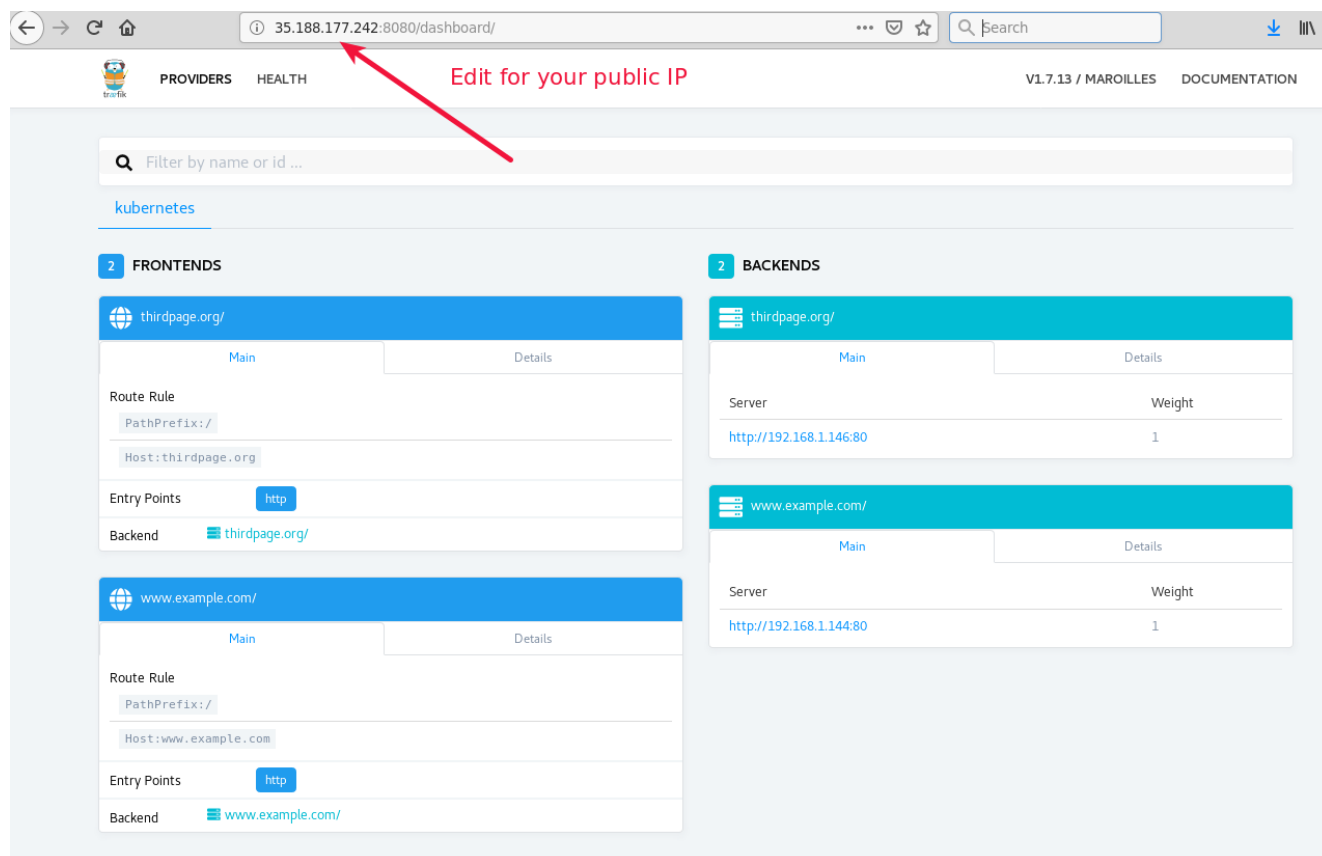 35.188.177.242:8080/dashboard/
Search
træfik
PROVIDERS HEALTH
Edit for your public IP
V1.7.13 / MAROILLES DOCUMENTATION
Filter by name or id ...
kubernetes
2 FRONTENDS
thirdpage.org/
Main Details
Route Rule
PathPrefix:/
Host:thirdpage.org
Entry Points http
Backend thirdpage.org/
www.example.com/
Main Details
Route Rule
PathPrefix:/
Host:www.example.com
Entry Points http
Backend www.example.com/
2 BACKENDS
thirdpage.org/
Main Details
Server Weight
http://192.168.1.146:80 1
www.example.com/
Main Details
Server Weight
http://192.168.1.144:80 1